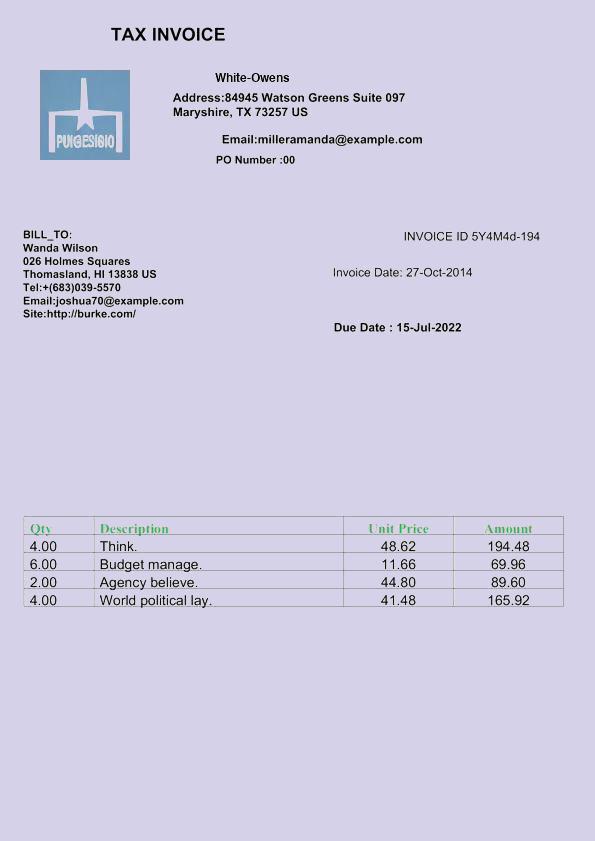 TAX INVOICE
PUIGESIGIO
White-Owens
Address:84945 Watson Greens Suite 097
Maryshire, TX 73257 US
Email:milleramanda@example.com
PO Number :00
BILL_TO:
Wanda Wilson
026 Holmes Squares
Thomasland, HI 13838 US
Tel:+(683)039-5570
Email:joshua70@example.com
Site:http://burke.com/
INVOICE ID 5Y4M4d-194
Invoice Date: 27-Oct-2014
Due Date : 15-Jul-2022
Qty Description Unit Price Amount
4.00 Think. 48.62 194.48
6.00 Budget manage. 11.66 69.96
2.00 Agency believe. 44.80 89.60
4.00 World political lay. 41.48 165.92